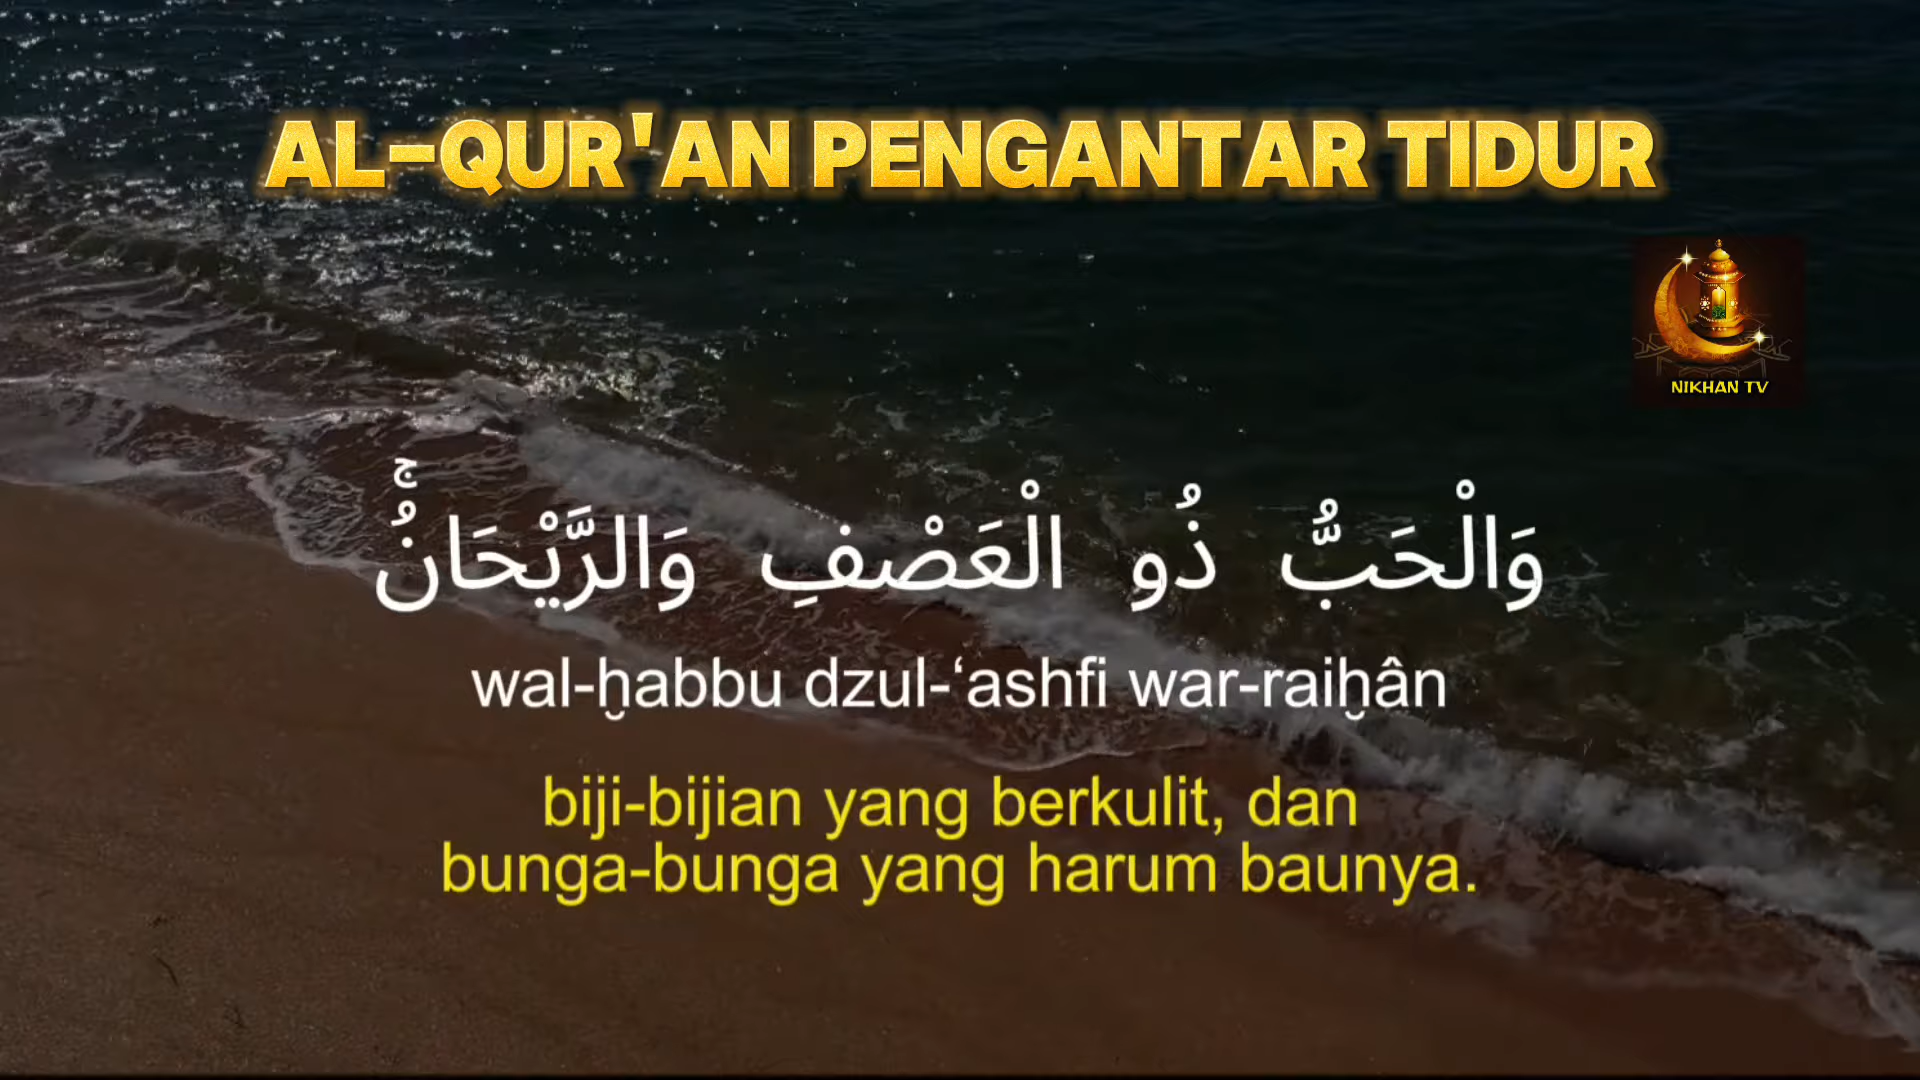 AL-QUR'AN PENGANTAR TIDUR
NIKHAN TV
وَالْحَبُّ ذُو الْعَصْفِ وَالرَّيْحَانُۚ
wal-ḫabbu dzul-‘ashfi war-raiḫân
biji-bijian yang berkulit, dan
bunga-bunga yang harum baunya.